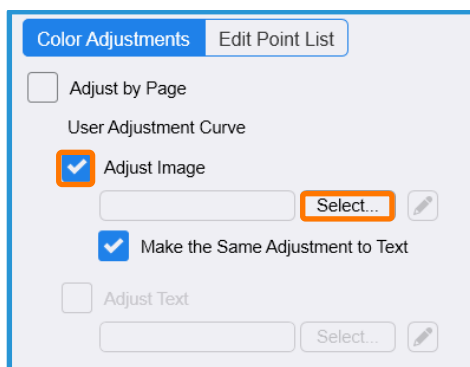 Color Adjustments Edit Point List
Adjust by Page
User Adjustment Curve
Adjust Image
Select...
Make the Same Adjustment to Text
Adjust Text
Select...